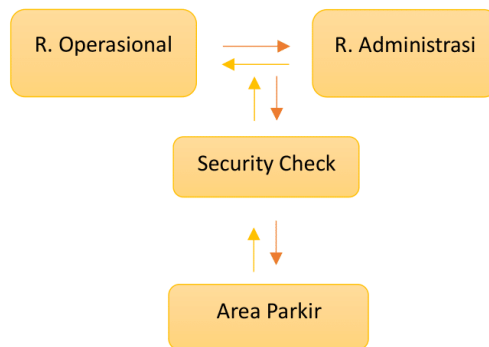 R. Operasional
R. Administrasi
Security Check
Area Parkir